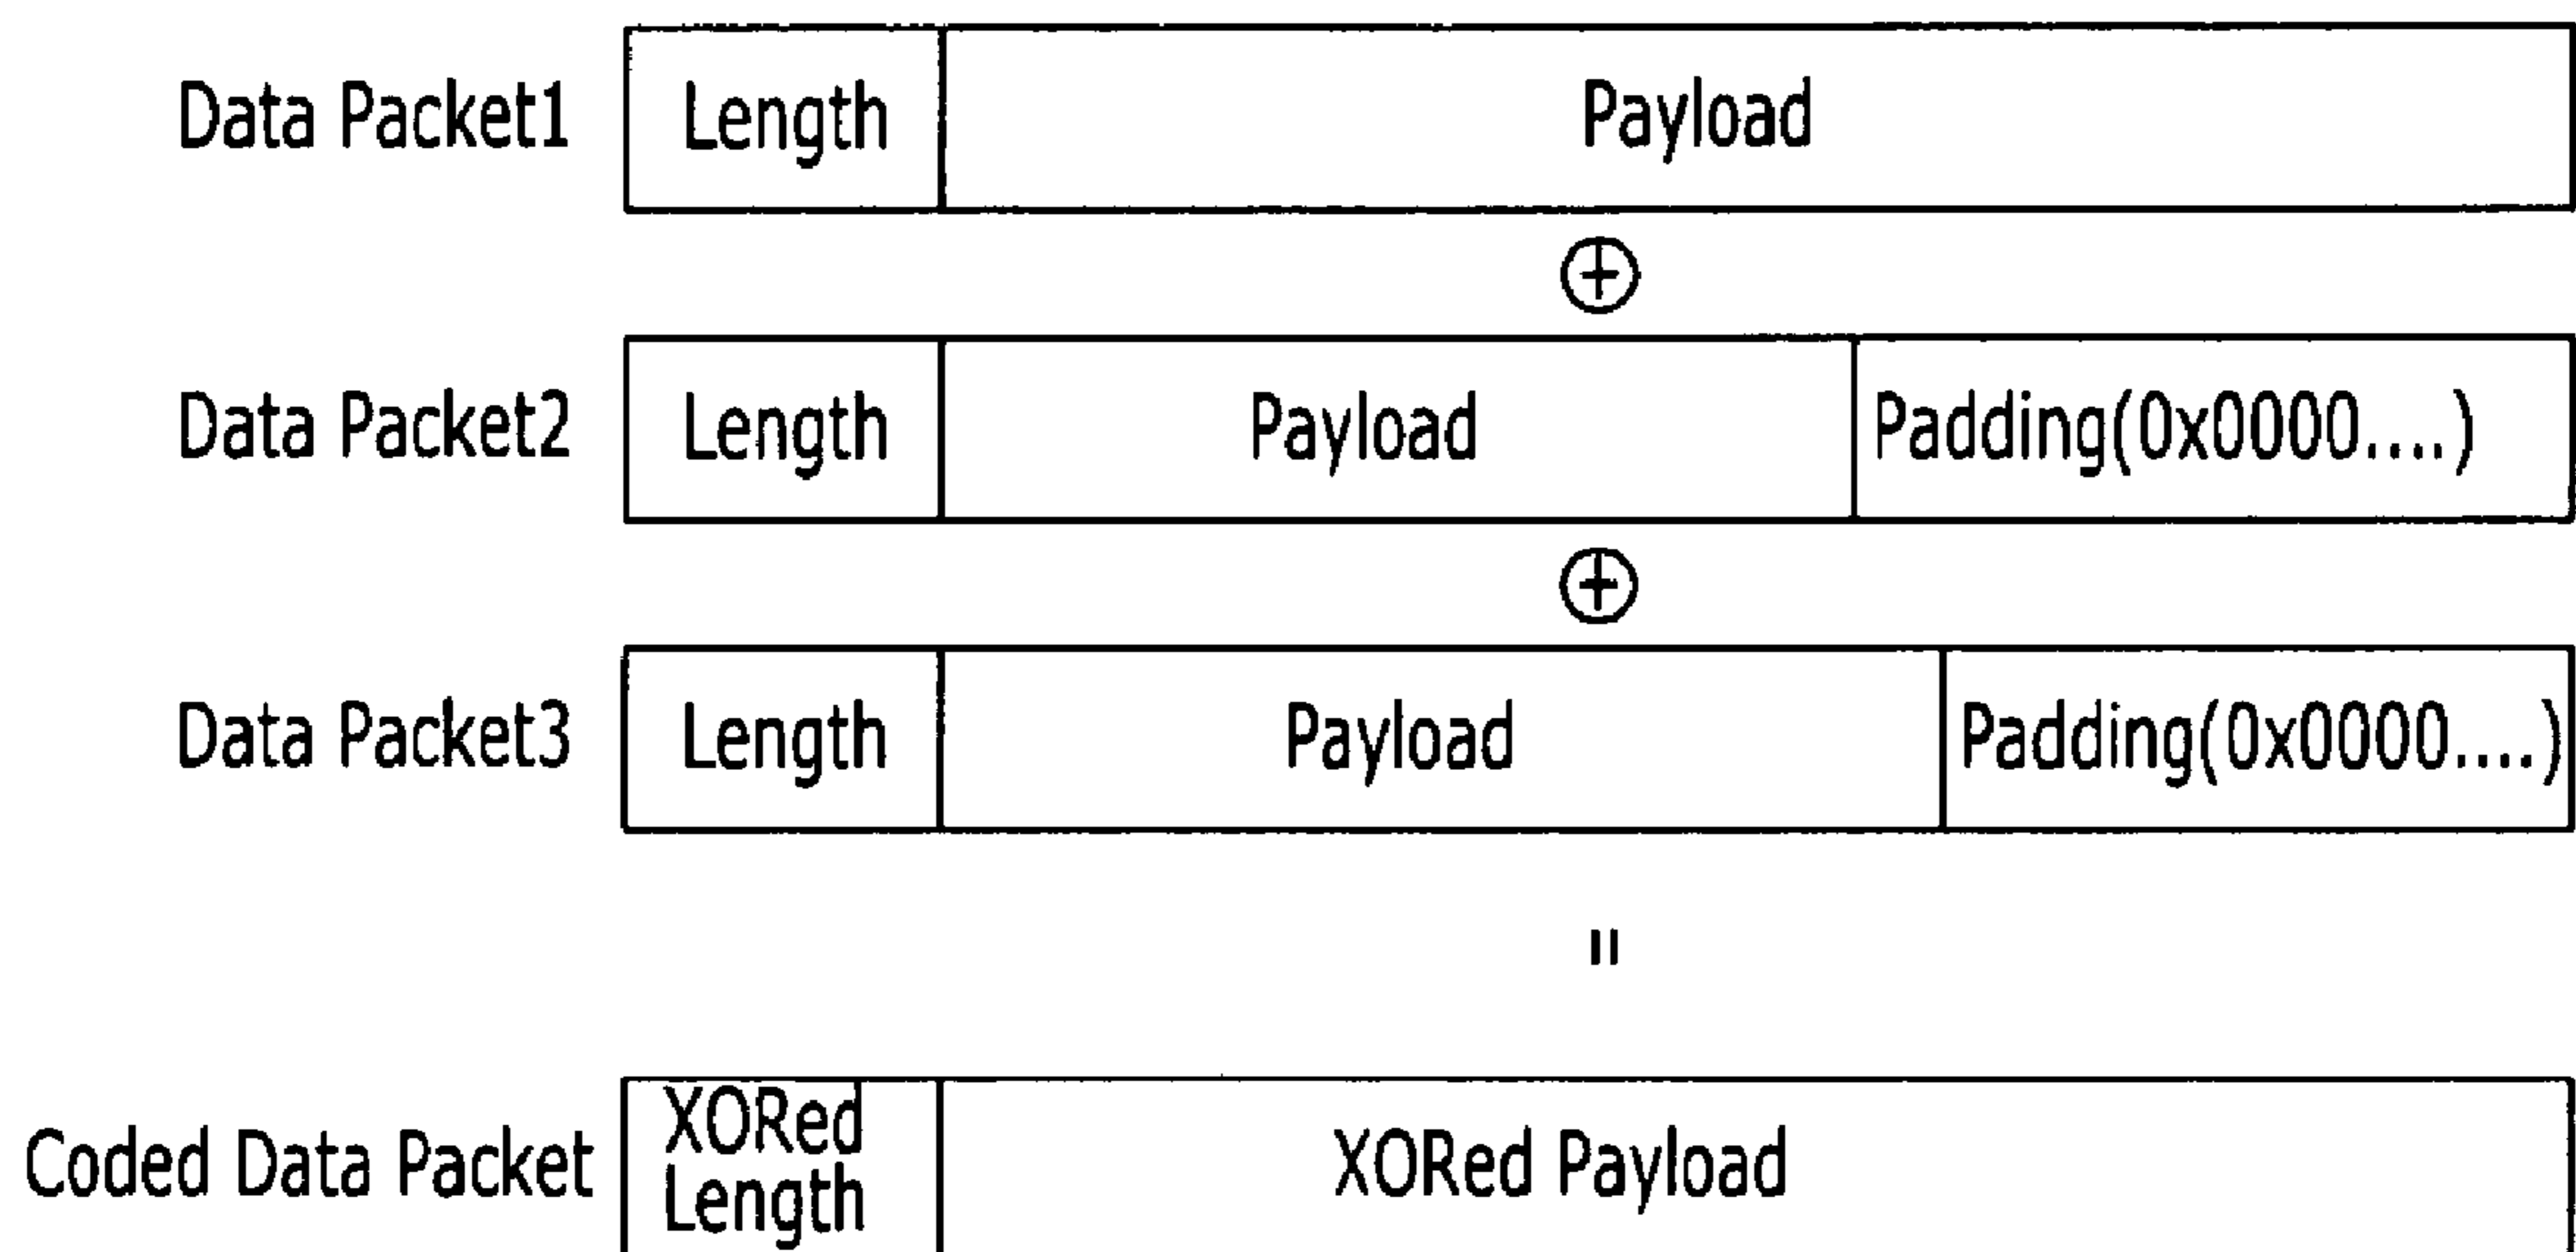 Data Packet1 Length Payload
⊕
Data Packet2 Length Payload Padding(0x0000....)
⊕
Data Packet3 Length Payload Padding(0x0000....)
=
Coded Data Packet XORed Length XORed Payload